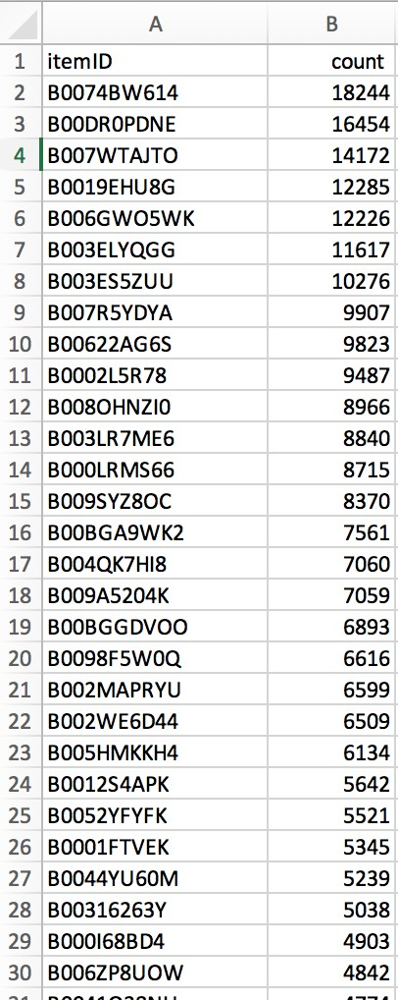 A B
1 itemID count
2 B0074BW614 18244
3 B00DR0PDNE 16454
4 B007WTAJTO 14172
5 B0019EHU8G 12285
6 B006GWO5WK 12226
7 B003ELYQGG 11617
8 B003ES5ZUU 10276
9 B007R5YDYA 9907
10 B00622AG6S 9823
11 B0002L5R78 9487
12 B008OHNZI0 8966
13 B003LR7ME6 8840
14 B000LRMS66 8715
15 B009SYZ8OC 8370
16 B00BGA9WK2 7561
17 B004QK7HI8 7060
18 B009A5204K 7059
19 B00BGGDVOO 6893
20 B0098F5W0Q 6616
21 B002MAPRYU 6599
22 B002WE6D44 6509
23 B005HMKKH4 6134
24 B0012S4APK 5642
25 B0052YFYFK 5521
26 B0001FTVEK 5345
27 B0044YU60M 5239
28 B00316263Y 5038
29 B000I68BD4 4903
30 B006ZP8UOW 4842